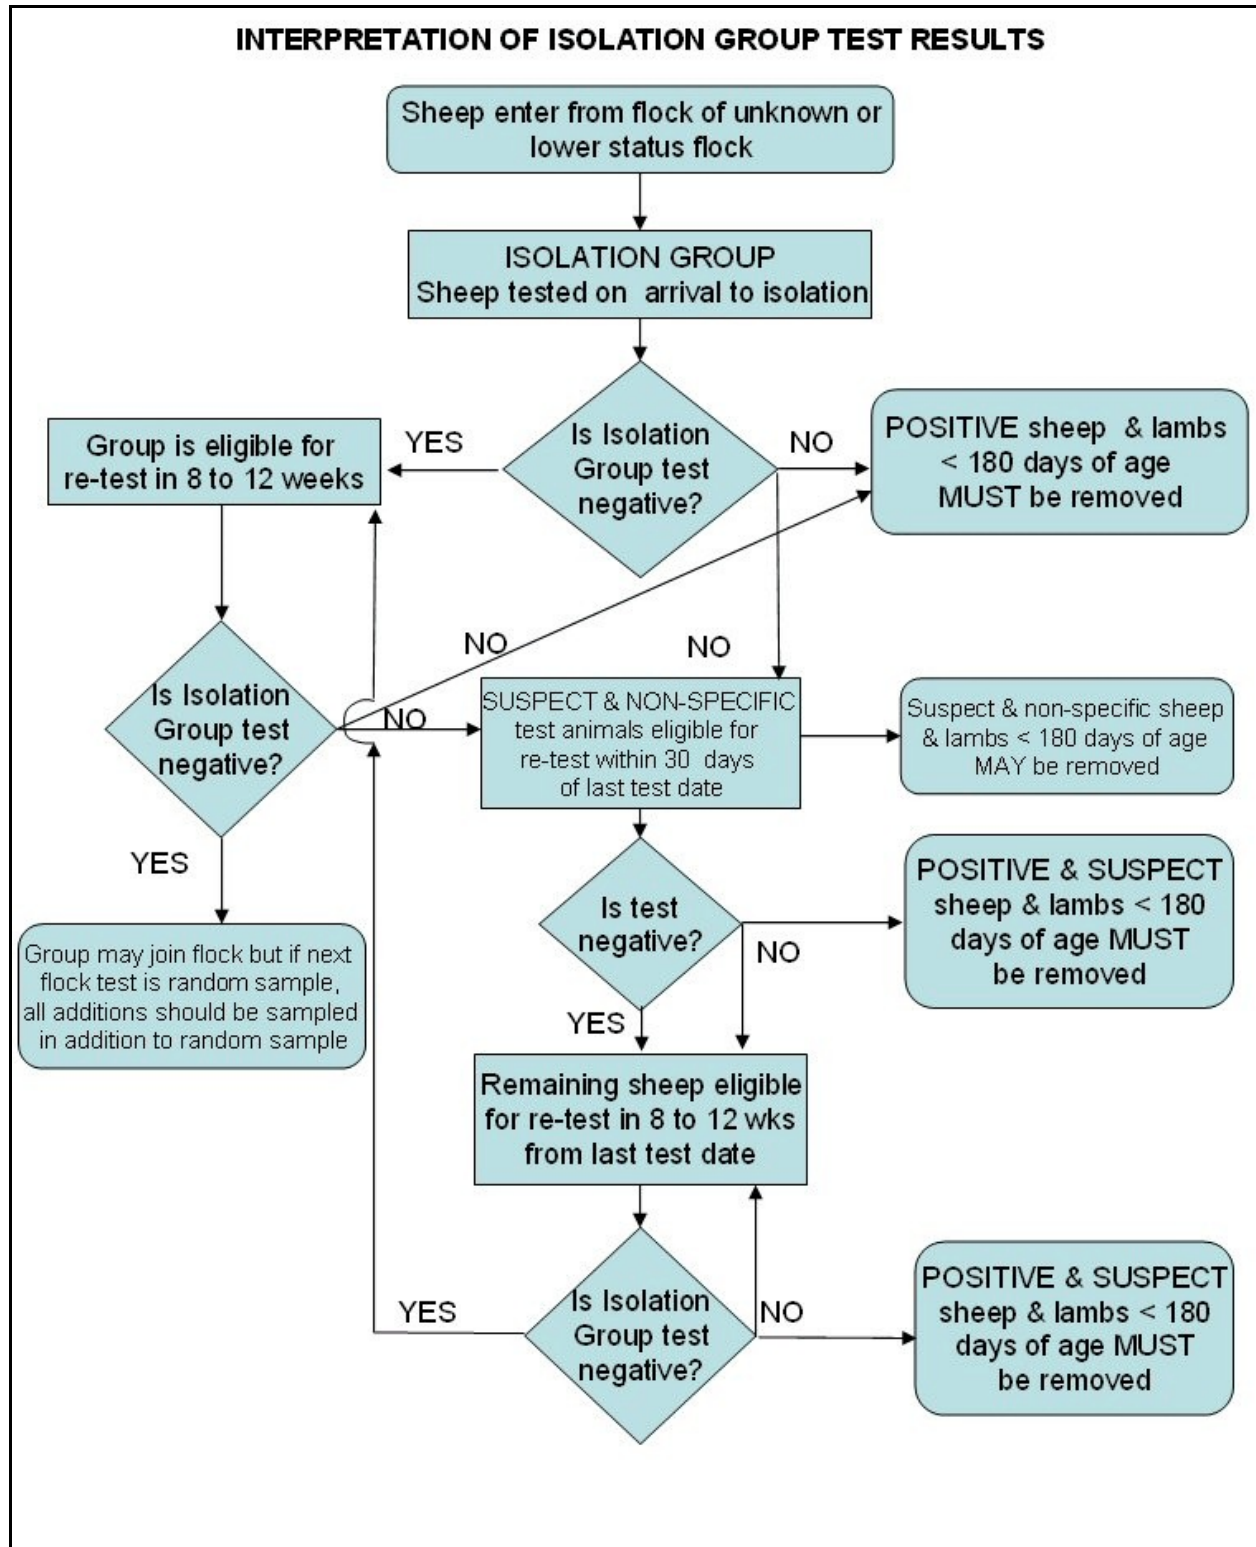 INTERPRETATION OF ISOLATION GROUP TEST RESULTS
Sheep enter from flock of unknown or
lower status flock
ISOLATION GROUP
Sheep tested on arrival to isolation
Is Isolation
Group test
negative?
YES
NO
Group is eligible for
re-test in 8 to 12 weeks
POSITIVE sheep & lambs
< 180 days of age
MUST be removed
NO
NO
Is Isolation
Group test
negative?
NO
SUSPECT & NON-SPECIFIC
test animals eligible for
re-test within 30 days
of last test date
Suspect & non-specific sheep
& lambs < 180 days of age
MAY be removed
YES
Group may join flock but if next
flock test is random sample,
all additions should be sampled
in addition to random sample
Is test
negative?
NO
YES
POSITIVE & SUSPECT
sheep & lambs < 180
days of age MUST
be removed
Remaining sheep eligible
for re-test in 8 to 12 wks
from last test date
Is Isolation
Group test
negative?
YES
NO
POSITIVE & SUSPECT
sheep & lambs < 180
days of age MUST
be removed